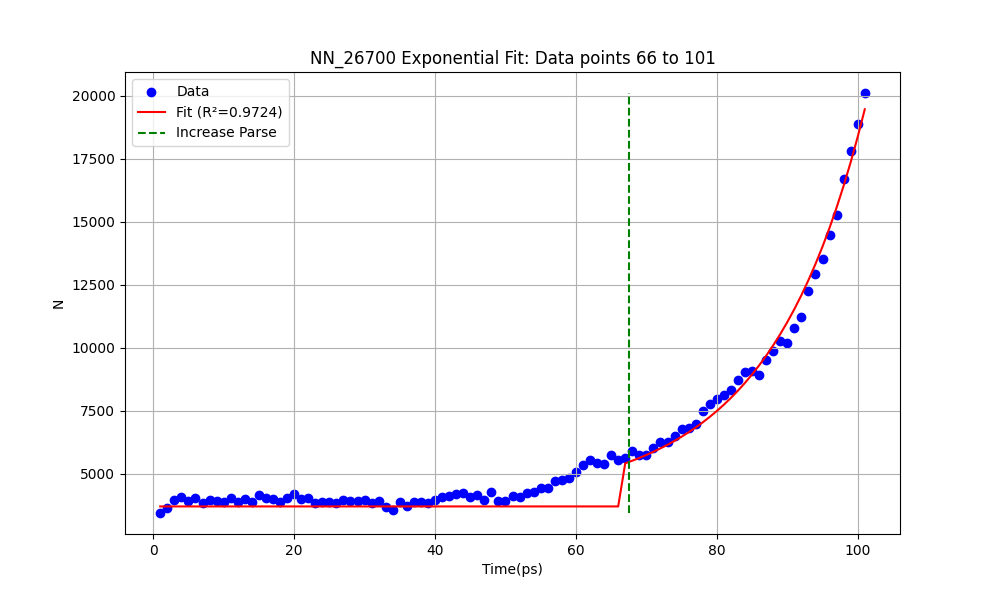 NN_26700 Exponential Fit: Data points 66 to 101
Data
Fit (R²=0.9724)
Increase Parse
20000
17500
15000
12500
10000
7500
5000
N
0
20
40
60
80
100
Time(ps)